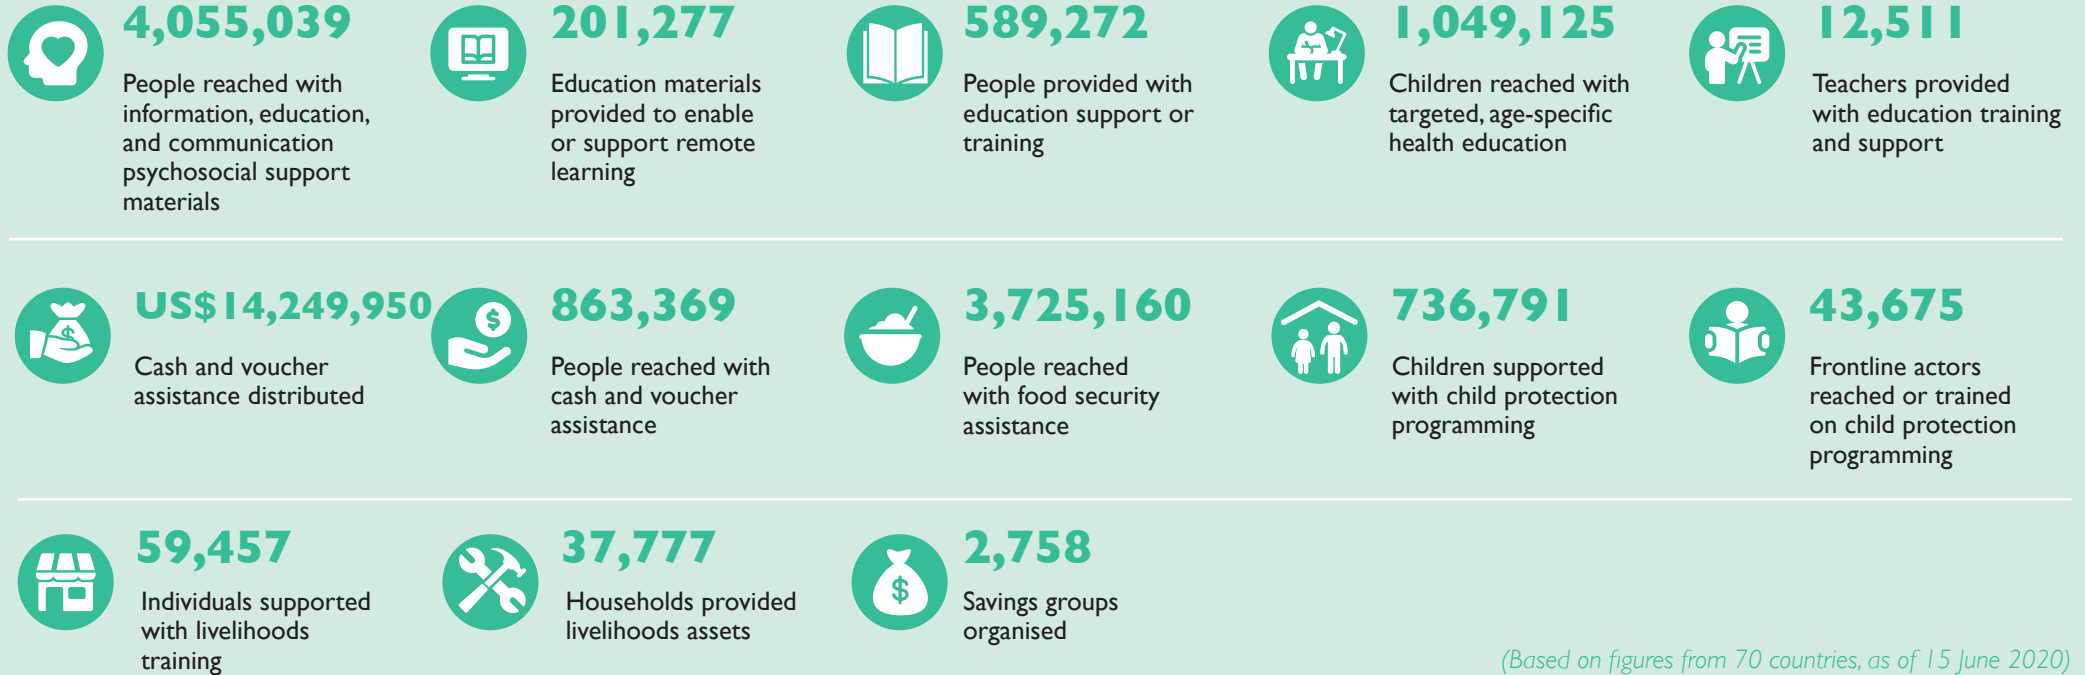 4,055,039
People reached with
information, education,
and communication
psychosocial support
materials
201,277
Education materials
provided to enable
or support remote
learning
589,272
People provided with
education support or
training
1,049,125
Children reached with
targeted, age-specific
health education
12,511
Teachers provided
with education training
and support
US$14,249,950
Cash and voucher
assistance distributed
863,369
People reached with
cash and voucher
assistance
3,725,160
People reached
with food security
assistance
736,791
Children supported
with child protection
programming
43,675
Frontline actors
reached or trained
on child protection
programming
59,457
Individuals supported
with livelihoods
training
37,777
Households provided
livelihoods assets
2,758
Savings groups
organised
(Based on figures from 70 countries, as of 15 June 2020)